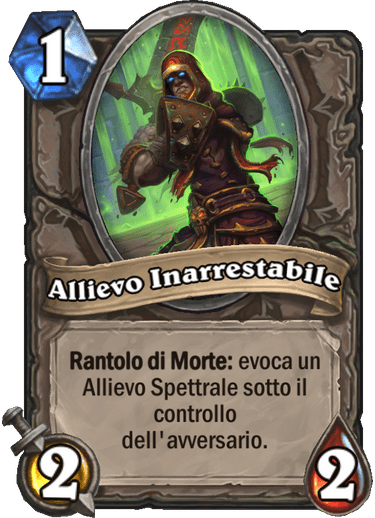 1
Allievo Inarrestabile
Rantolo di Morte: evoca un
Allievo Spettrale sotto il
controllo
dell'avversario.
2
2